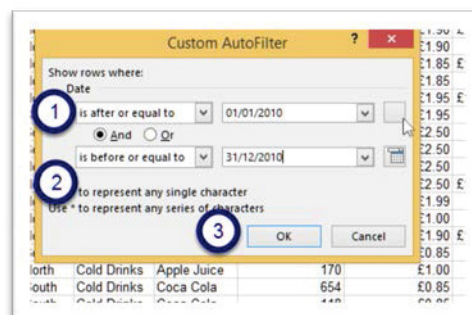 £1.90 £
Custom AutoFilter ? ×
£1.90
Show rows where:
£1.85 £
Date
£1.85
£1.95 £
1 is after or equal to 01/01/2010
£1.95
And Or
£2.50
is before or equal to 31/12/2010
£2.50
£2.50
2 to represent any single character
£2.50 £
Use * to represent any series of characters
£1.99
£1.00
3 OK Cancel
£1.90 £
£0.85
orth Cold Drinks Apple Juice 170 £1.00
outh Cold Drinks Coca Cola 654 £0.85